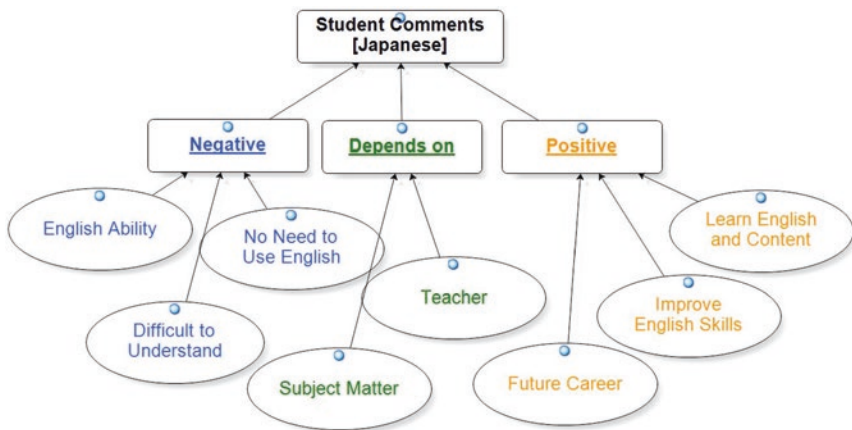 Student Comments
[Japanese]
Negative
Depends on
Positive
English Ability
No Need to
Use English
Learn English
and Content
Teacher
Improve
English Skills
Difficult to
Understand
Subject Matter
Future Career